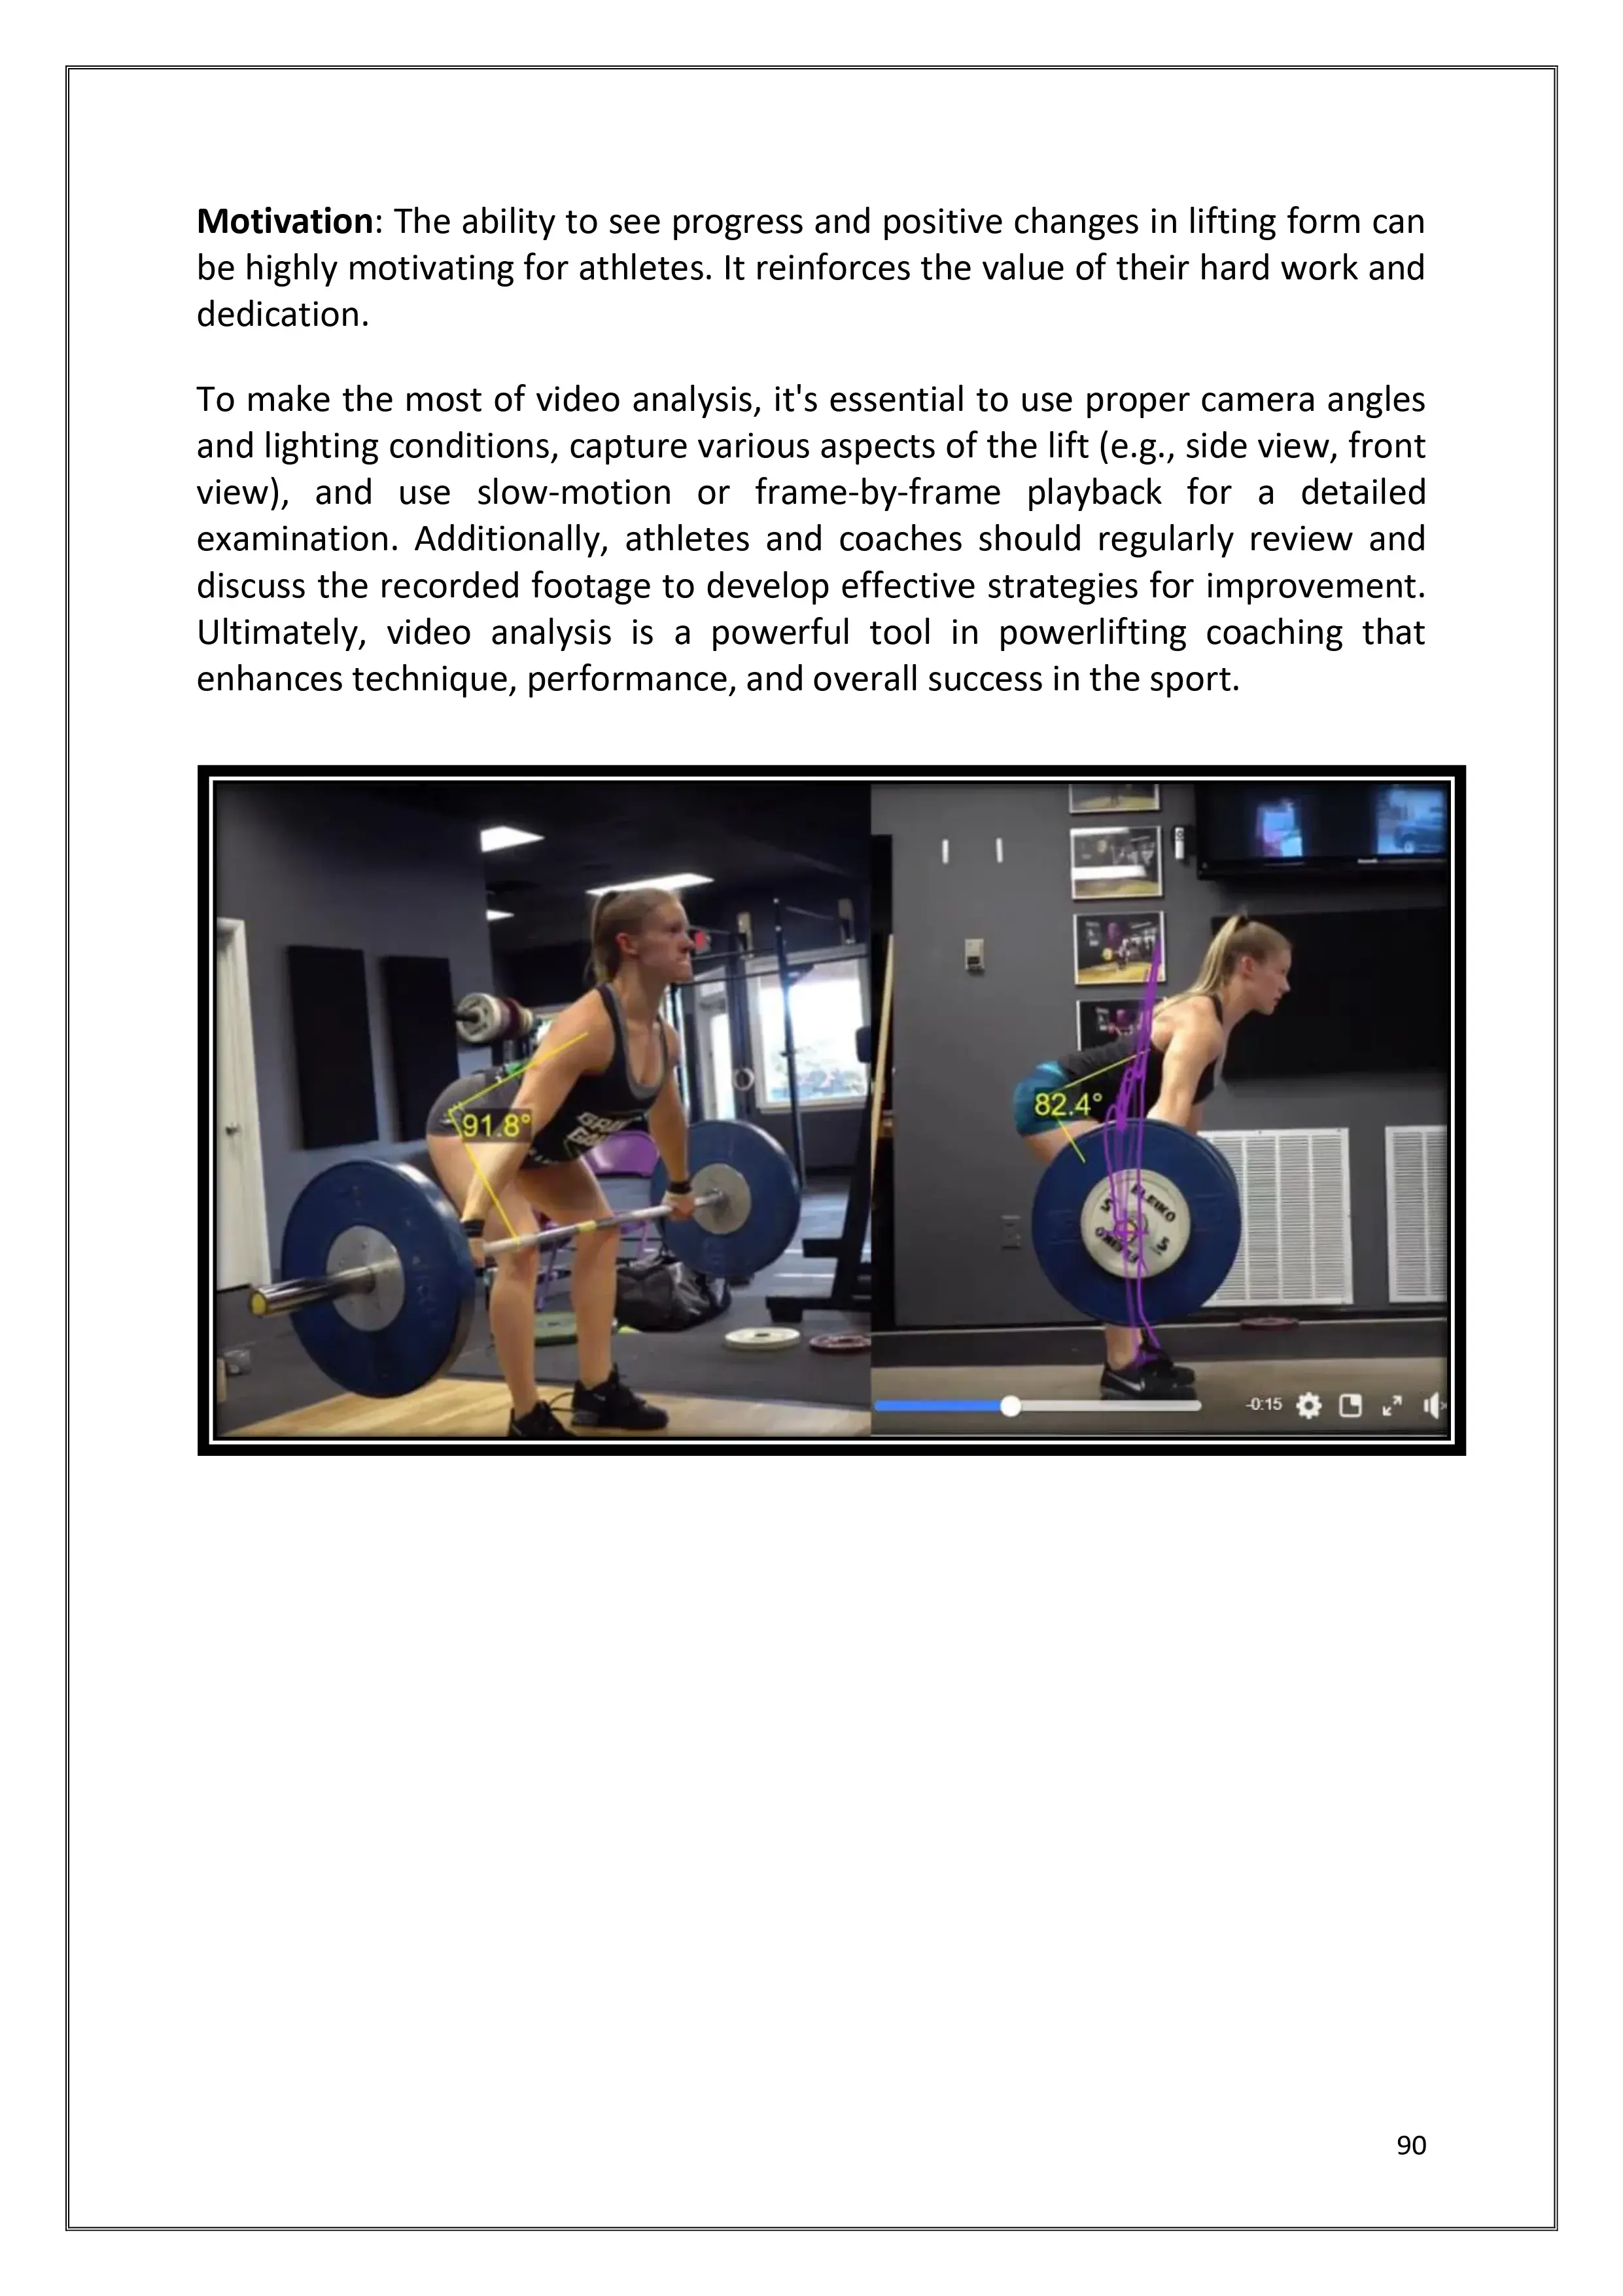 Motivation: The ability to see progress and positive changes in lifting form can
be highly motivating for athletes. It reinforces the value of their hard work and
dedication.
To make the most of video analysis, it's essential to use proper camera angles
and lighting conditions, capture various aspects of the lift (e.g., side view, front
view), and use slow-motion or frame-by-frame playback for a detailed
examination. Additionally, athletes and coaches should regularly review and
discuss the recorded footage to develop effective strategies for improvement.
Ultimately, video analysis is a powerful tool in powerlifting coaching that
enhances technique, performance, and overall success in the sport.
91.8°
82.4°
ELEIKO
5
5
-0:15
90